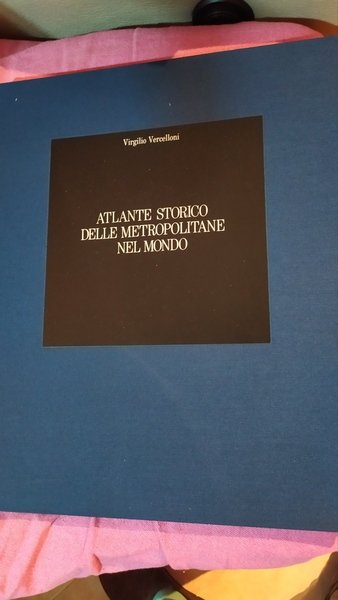 Virgilio Vercelloni
ATLANTE STORICO
DELLE METROPOLITANE
NEL MONDO